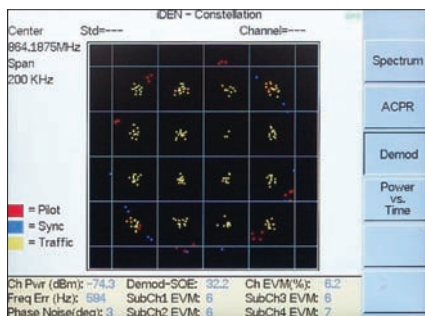 iDEN - Constellation
Center
Std=---
Channel=---
864.1875MHz
Span
200 KHz
= Pilot
= Sync
= Traffic
Ch Pwr (dBm): -74.3 Demod-SOE: 32.2 Ch EVM(%): 6.2
Freq Err (Hz): 594 SubCh1 EVM: 6 SubCh3 EVM: 6
Phase Noise(deg): 3 SubCh2 EVM: 6 SubCh4 EVM: 7
Spectrum
ACPR
Demod
Power
vs.
Time